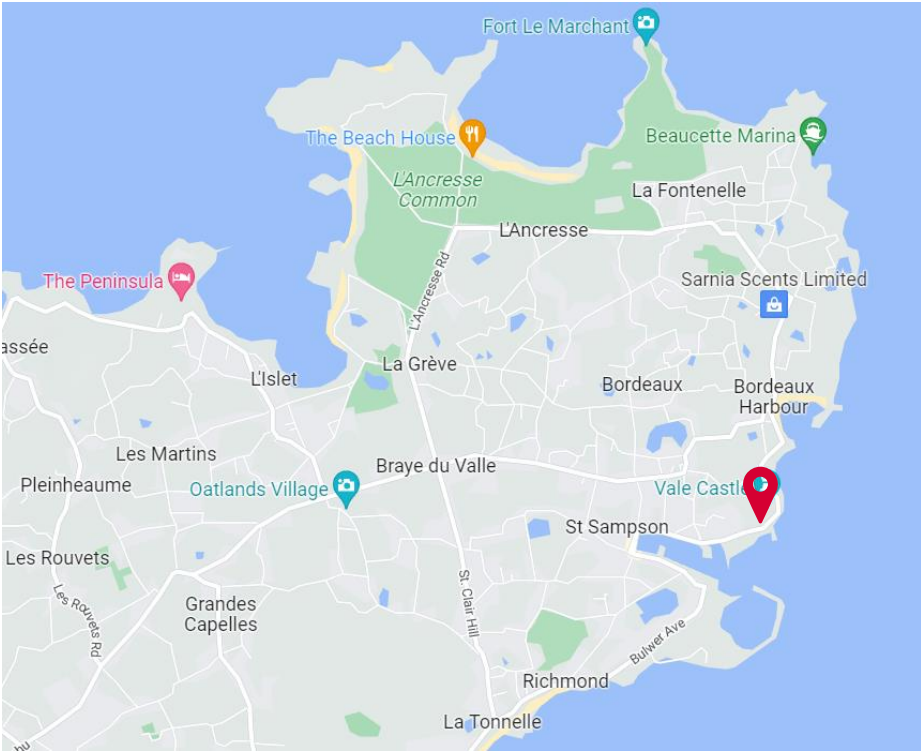 Fort Le Marchant
The Beach House
Beaucette Marina
L'Ancresse
Common
La Fontenelle
L'Ancresse
The Peninsula
L'Ancresse Rd
Sarnia Scents Limited
assée
La Grève
L'Islet
Bordeaux
Bordeaux
Harbour
Les Martins
Braye du Valle
Pleinheaume
Oatlands Village
Vale Castle
St Sampson
Les Rouvets
Les Rouvets Rd
Grandes
Capelles
St. Clair Hill
Bulwer Ave
Richmond
La Tonnelle
bu